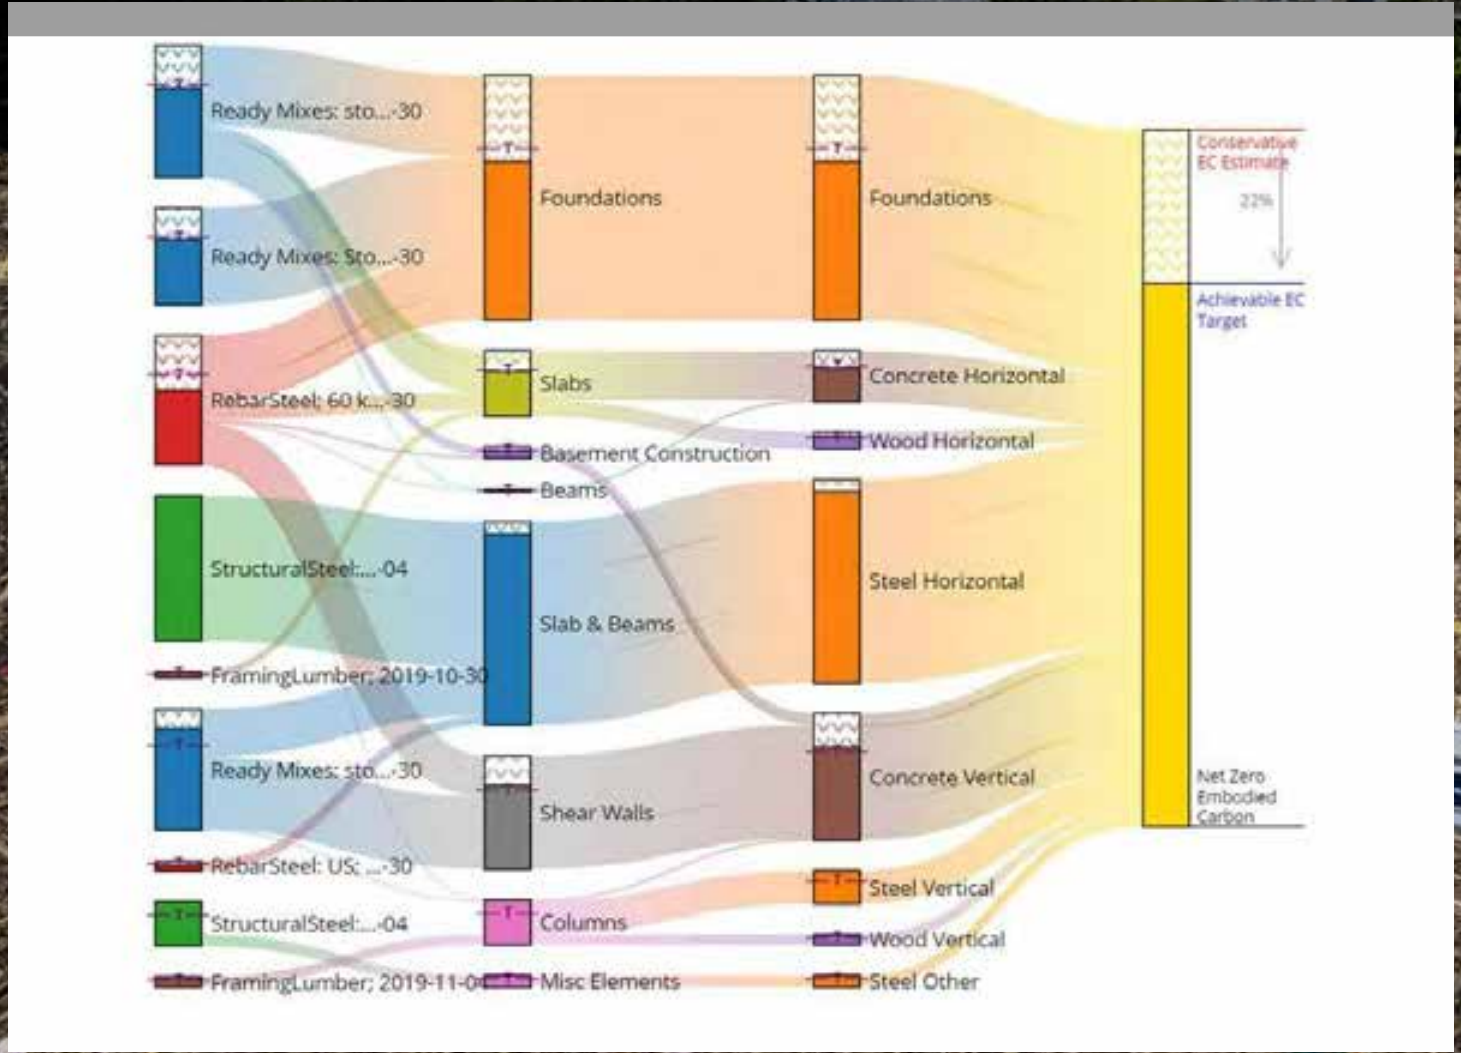 Ready Mixes: sto...-30
Ready Mixes: Sto...-30
RebarSteel; 60 k...-30
StructuralSteel:...-04
FramingLumber; 2019-10-30
Ready Mixes: sto...-30
RebarSteel: US; ...-30
StructuralSteel:...-04
FramingLumber; 2019-11-0
Foundations
Slabs
Basement Construction
Beams
Slab & Beams
Shear Walls
Columns
Misc Elements
Foundations
Concrete Horizontal
Wood Horizontal
Steel Horizontal
Concrete Vertical
Steel Vertical
Wood Vertical
Steel Other
Conservative
EC Estimate
22%
Achievable EC
Target
Net Zero
Embodied
Carbon